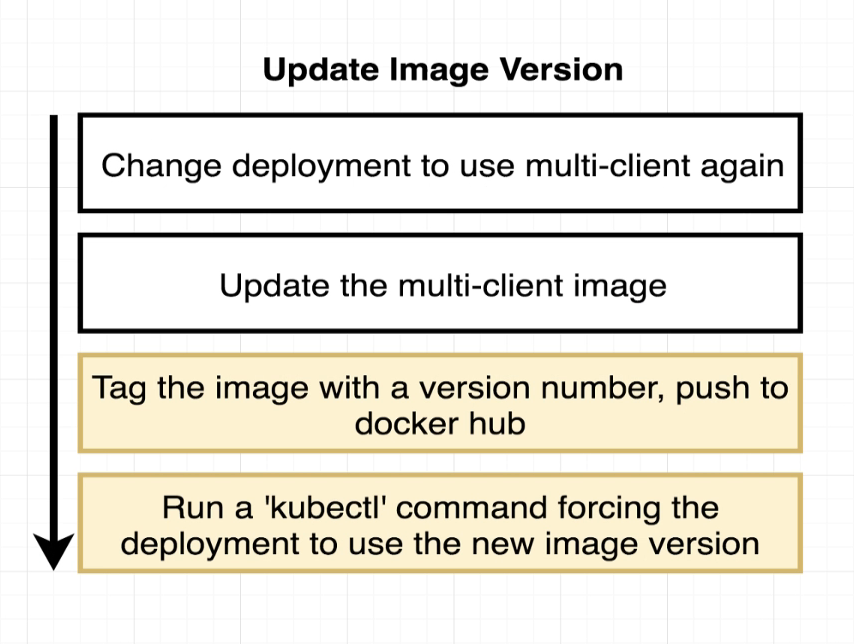 Update Image Version
Change deployment to use multi-client again
Update the multi-client image
Tag the image with a version number, push to
docker hub
Run a 'kubectl' command forcing the
deployment to use the new image version